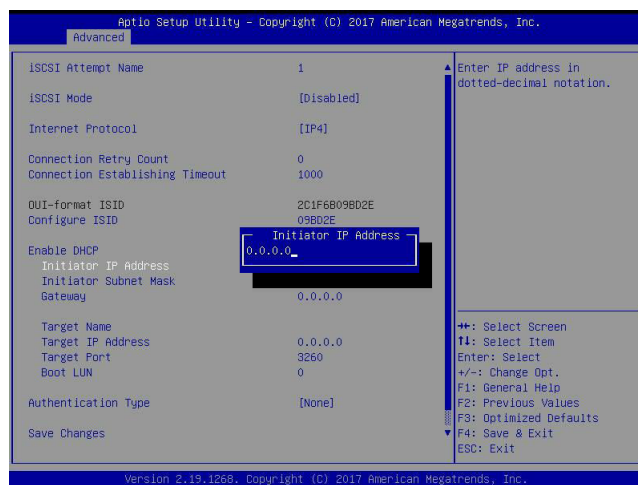 Aptio Setup Utility – Copyright (C) 2017 American Megatrends, Inc.
Advanced
iSCSI Attempt Name 1
iSCSI Mode [Disabled]
Internet Protocol [IP4]
Connection Retry Count 0
Connection Establishing Timeout 1000
OUI-format ISID 2C1F6B09BD2E
Configure ISID 09BD2E
Enable DHCP
Initiator IP Address
Initiator Subnet Mask
Gateway 0.0.0.0
Target Name
Target IP Address 0.0.0.0
Target Port 3260
Boot LUN 0
Authentication Type [None]
Save Changes
Initiator IP Address
0.0.0.0_
Enter IP address in
dotted-decimal notation.
→←: Select Screen
↑↓: Select Item
Enter: Select
+/-: Change Opt.
F1: General Help
F2: Previous Values
F3: Optimized Defaults
F4: Save & Exit
ESC: Exit
Version 2.19.1268. Copyright (C) 2017 American Megatrends, Inc.